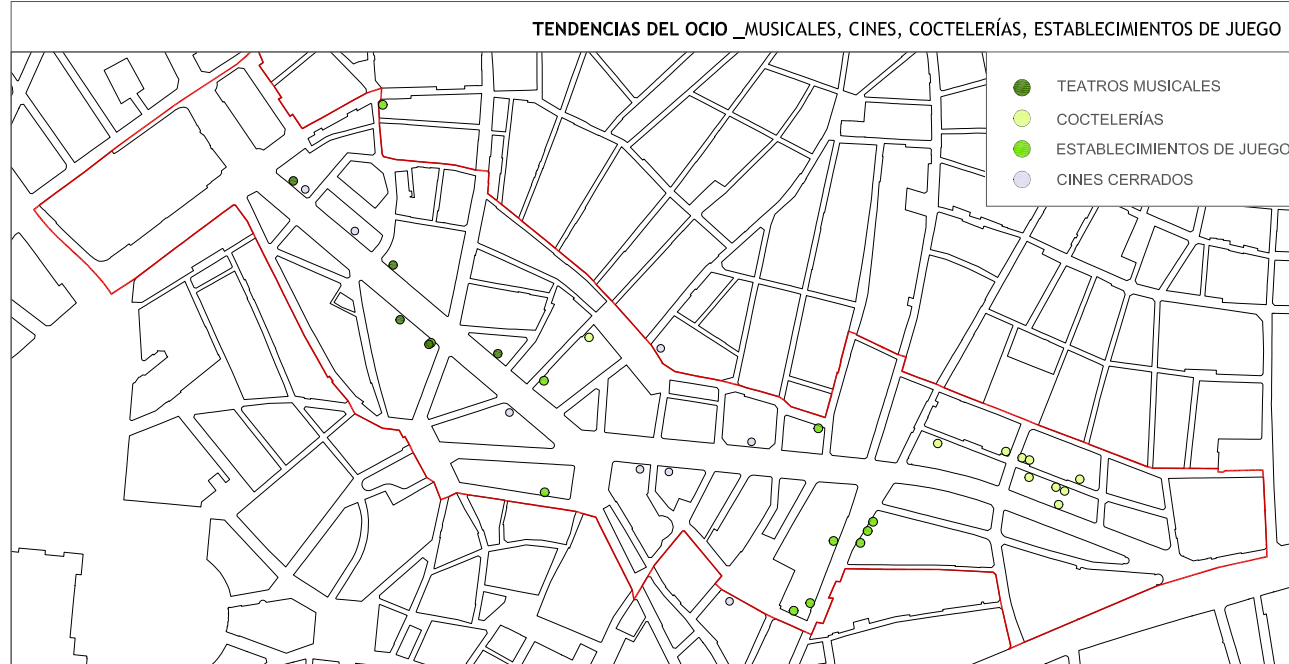 TENDENCIAS DEL OCIO _MUSICALES, CINES, COCTELERÍAS, ESTABLECIMIENTOS DE JUEGO
TEATROS MUSICALES
COCTELERÍAS
ESTABLECIMIENTOS DE JUEGO
CINES CERRADOS